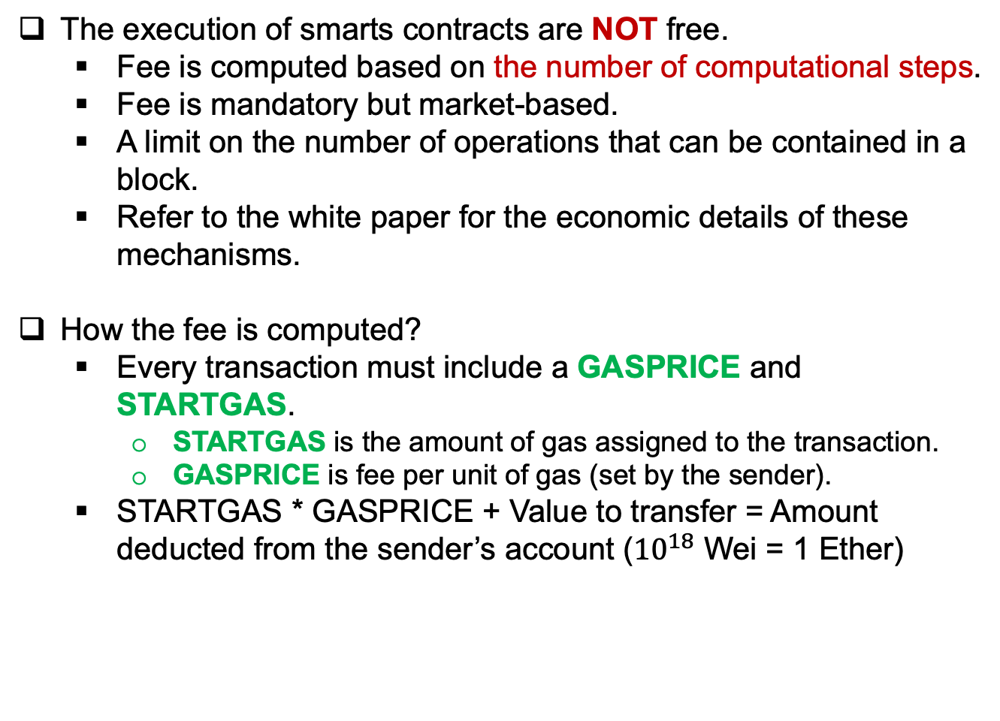 ❑ The execution of smarts contracts are NOT free.
▪ Fee is computed based on the number of computational steps.
▪ Fee is mandatory but market-based.
▪ A limit on the number of operations that can be contained in a
block.
▪ Refer to the white paper for the economic details of these
mechanisms.
❑ How the fee is computed?
▪ Every transaction must include a GASPRICE and
STARTGAS.
○ STARTGAS is the amount of gas assigned to the transaction.
○ GASPRICE is fee per unit of gas (set by the sender).
▪ STARTGAS * GASPRICE + Value to transfer = Amount
deducted from the sender’s account (10¹⁸ Wei = 1 Ether)